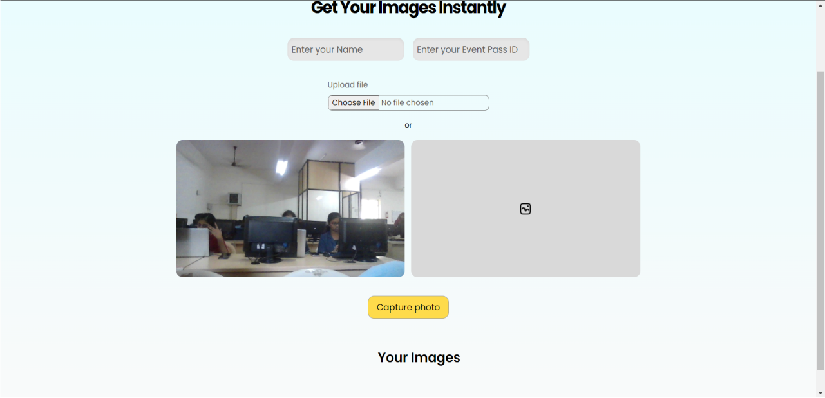 Get Your Images Instantly
Enter your Name
Enter your Event Pass ID
Upload file
Choose File No file chosen
or
Capture photo
Your Images